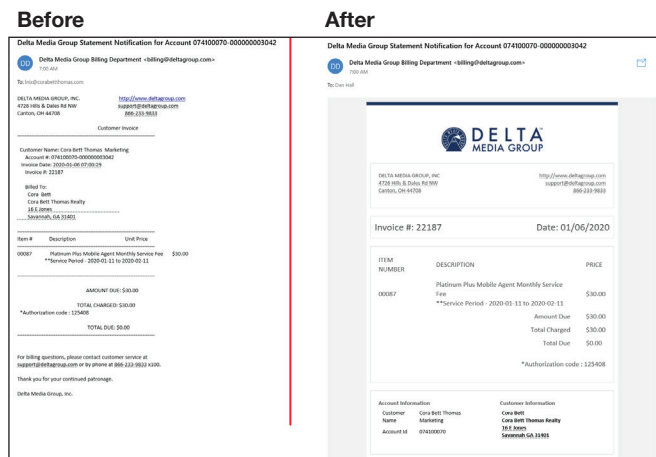 Before
Delta Media Group Statement Notification for Account 074100070-000000003042
DD
Delta Media Group Billing Department <billing@deltagroup.com>
7:00 AM
To: lnix@corabettthomas.com
DELTA MEDIA GROUP, INC. http://www.deltagroup.com
4726 Hills & Dales Rd NW support@deltagroup.com
Canton, OH 44708 866-233-9833
Customer Invoice
Customer Name: Cora Bett Thomas Marketing
Account #: 074100070-000000003042
Invoice Date: 2020-01-06 07:00:29
Invoice #: 22187
Billed To:
Cora Bett
Cora Bett Thomas Realty
16 E Jones
Savannah, GA 31401
Item # Description Unit Price
00087 Platinum Plus Mobile Agent Monthly Service Fee $30.00
**Service Period - 2020-01-11 to 2020-02-11
AMOUNT DUE: $30.00
TOTAL CHARGED: $30.00
*Authorization code : 125408
TOTAL DUE: $0.00
For billing questions, please contact customer service at
support@deltagroup.com or by phone at 866-233-9833 x100.
Thank you for your continued patronage.
Delta Media Group, Inc.
After
Delta Media Group Statement Notification for Account 074100070-000000003042
DD
Delta Media Group Billing Department <billing@deltagroup.com>
7:00 AM
To: Dan Hall
DELTA
MEDIA GROUP
DELTA MEDIA GROUP, INC http://www.deltagroup.com
4726 Hills & Dales Rd NW support@deltagroup.com
Canton, OH 44708 866-233-9833
Invoice #: 22187 Date: 01/06/2020
ITEM
NUMBER DESCRIPTION PRICE
Platinum Plus Mobile Agent Monthly Service
00087 Fee $30.00
**Service Period - 2020-01-11 to 2020-02-11
Amount Due $30.00
Total Charged $30.00
Total Due $0.00
*Authorization code : 125408
Account Information Customer Information
Customer Cora Bett Thomas Cora Bett
Name Marketing Cora Bett Thomas Realty
Account Id 074100070 16 E Jones
Savannah GA 31401